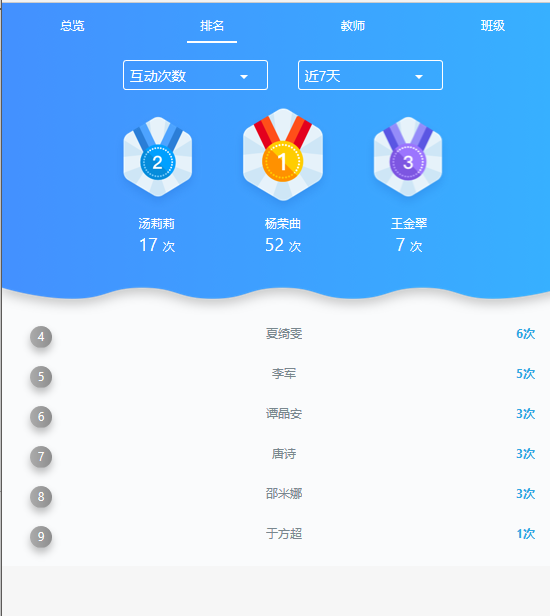 总览 排名 教师 班级
互动次数 近7天
2 1 3
汤莉莉 杨荣曲 王金翠
17 次 52 次 7 次
4 夏绮雯 6次
5 李军 5次
6 谭晶安 3次
7 唐诗 3次
8 邵米娜 3次
9 于方超 1次